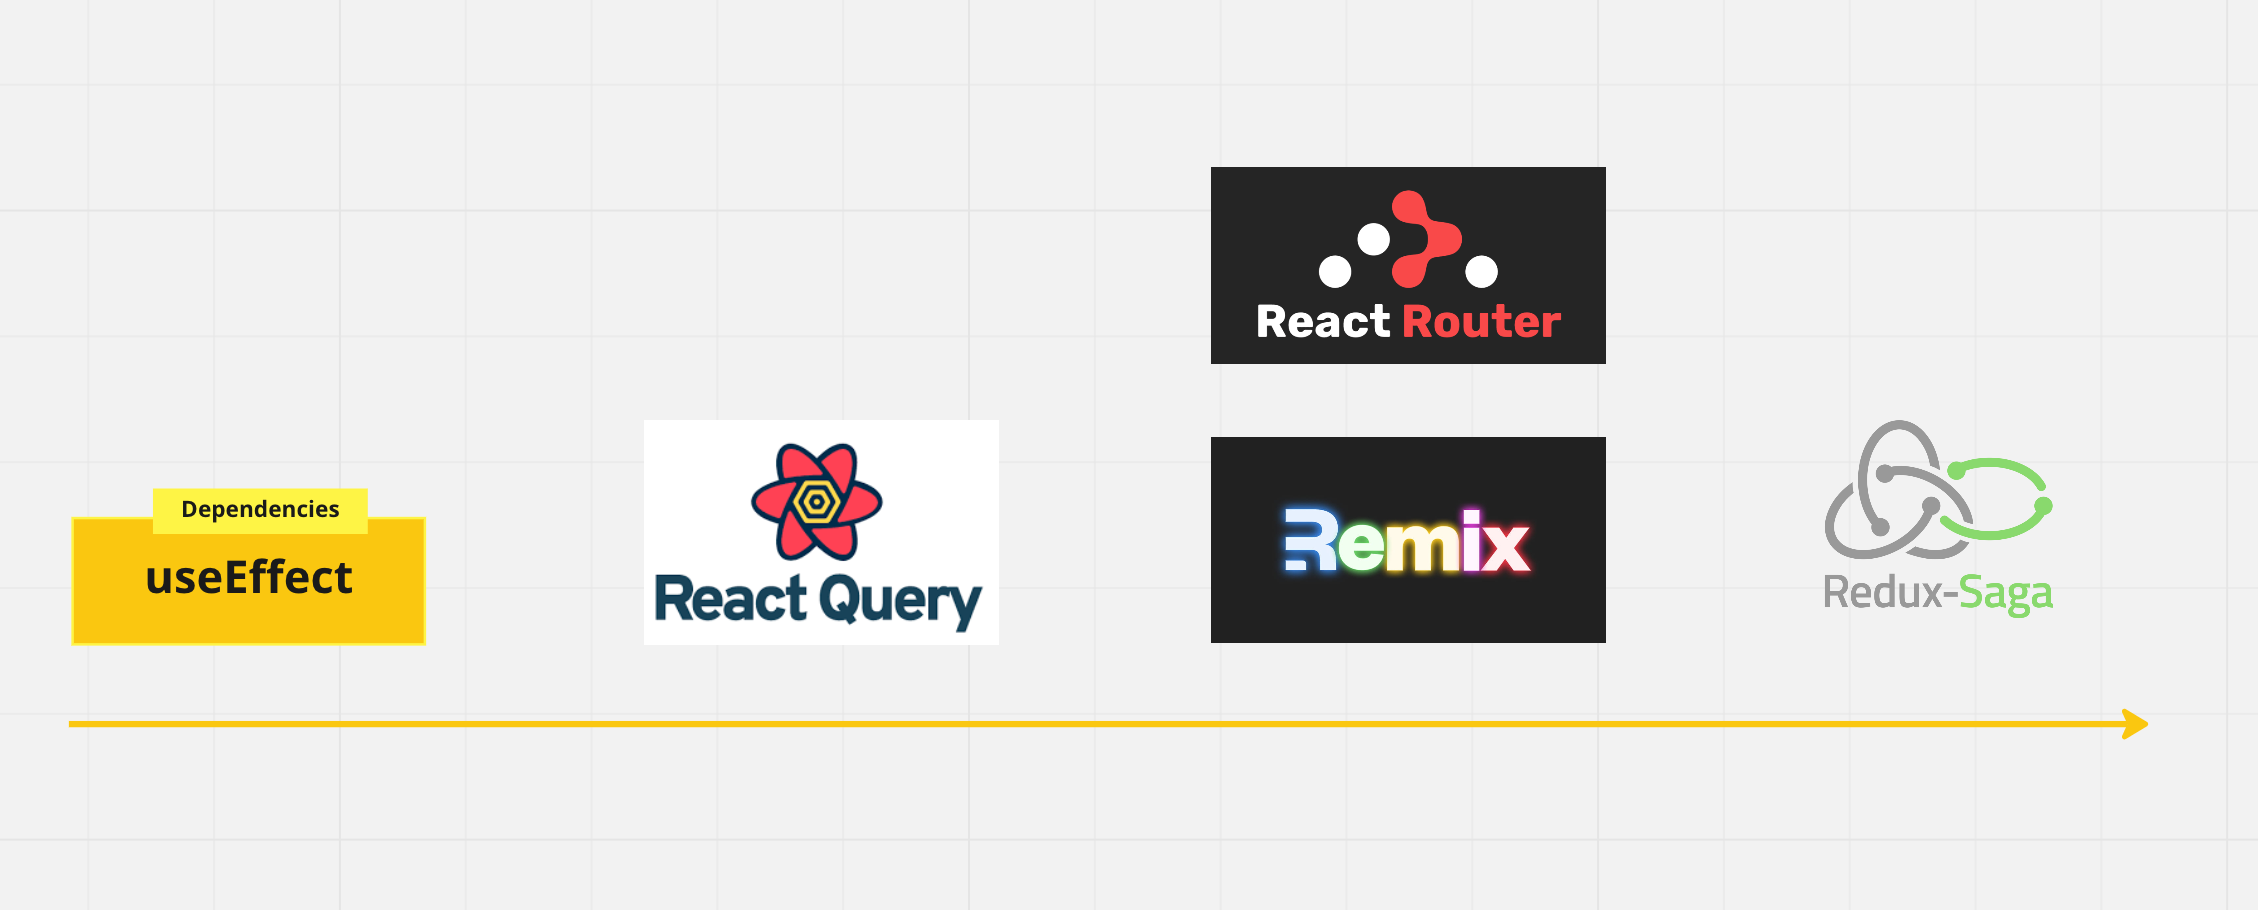 Dependencies
useEffect
React Query
React Router
Remix
Redux-Saga